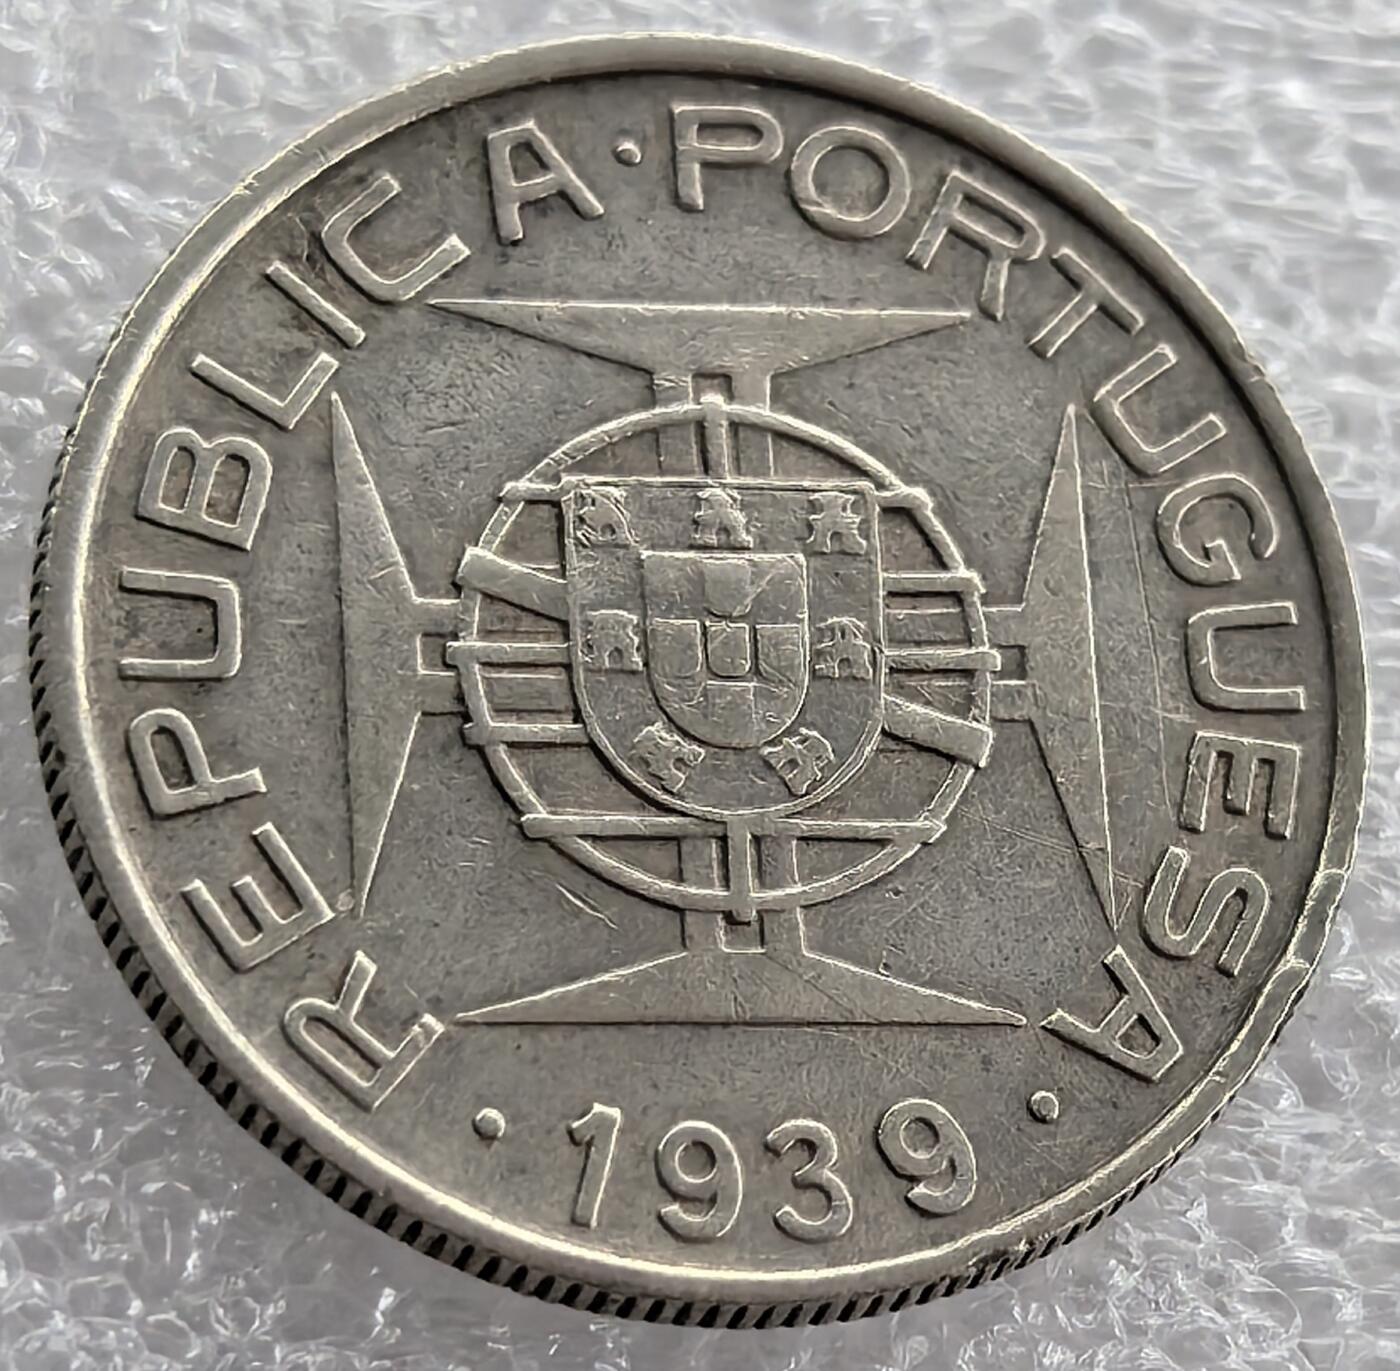 REPUBLICA · PORTUGUESA
· 1939 ·